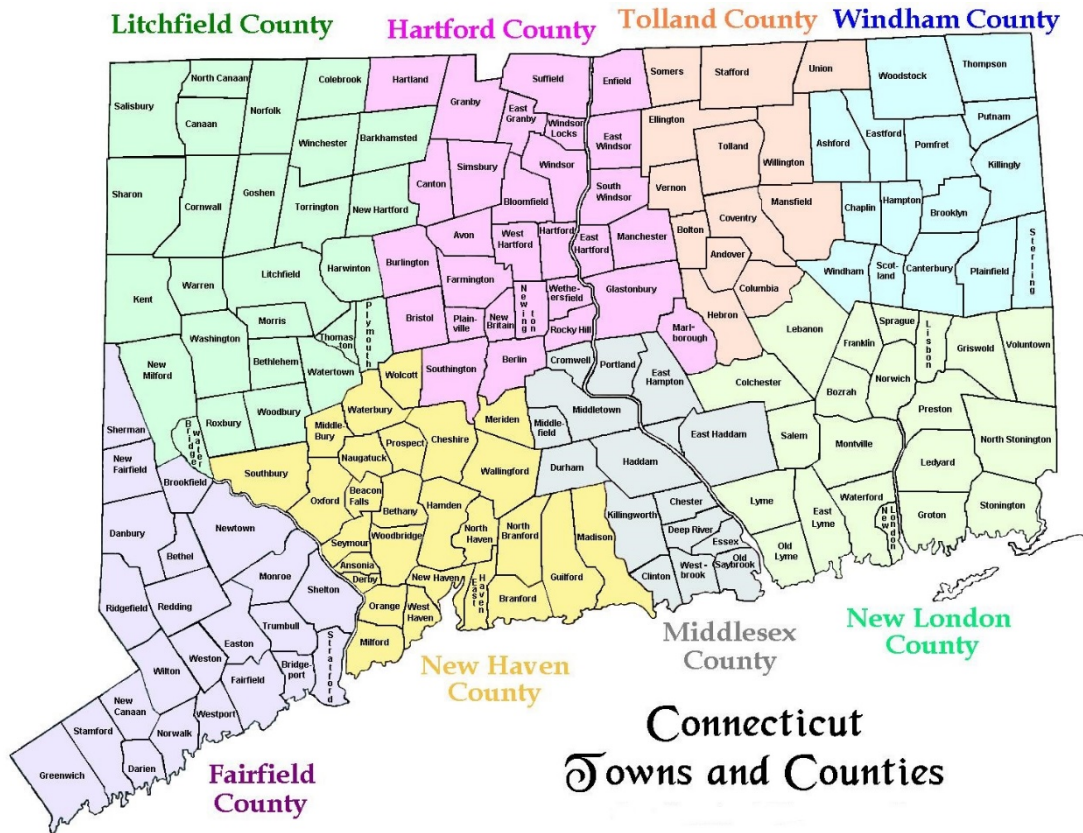 Litchfield County
Hartford County
Tolland County
Windham County
Salisbury
North Canaan
Canaan
Norfolk
Colebrook
Winchester
Barkhamsted
Sharon
Cornwall
Goshen
Torrington
New Hartford
Kent
Warren
Litchfield
Harwinton
Morris
Washington
Bethlehem
Thomas-
ton
Plymouth
Watertown
New
Milford
Bridge
water
Roxbury
Woodbury
Hartland
Granby
East
Granby
Suffield
Windsor
Locks
Enfield
East
Windsor
Canton
Simsbury
Windsor
Bloomfield
South
Windsor
Burlington
Avon
West
Hartford
Hartford
East
Hartford
Manchester
Farmington
Newing
ton
Wethe-
ersfield
Glastonbury
Bristol
Plain-
ville
New
Britain
Rocky Hill
Marl-
borough
Southington
Berlin
Somers
Stafford
Union
Ellington
Tolland
Willington
Vernon
Bolton
Coventry
Mansfield
Andover
Columbia
Hebron
Woodstock
Thompson
Putnam
Ashford
Eastford
Pomfret
Killingly
Chaplin
Hampton
Brooklyn
Sterling
Windham
Scot-
land
Canterbury
Plainfield
Sherman
New
Fairfield
Brookfield
Danbury
Bethel
Newtown
Ridgefield
Redding
Monroe
Shelton
Easton
Trumbull
Stratford
Wilton
Weston
Fairfield
Bridge-
port
New
Canaan
Westport
Norwalk
Stamford
Darien
Greenwich
Wolcott
Waterbury
Middle
Bury
Prospect
Cheshire
Meriden
Naugatuck
Wallingford
Southbury
Oxford
Beacon
Falls
Bethany
Hamden
North
Haven
North
Branford
Madison
Guilford
Seymour
Woodbridge
Ansonia
Derby
New Haven
East
Haven
Branford
Orange
West
Haven
Milford
Cromwell
Portland
East
Hampton
Middletown
Middle-
field
Durham
Haddam
East Haddam
Killingworth
Chester
Deep River
Essex
Clinton
West-
brook
Old
Saybrook
Lebanon
Franklin
Sprague
Lisbon
Griswold
Voluntown
Colchester
Bozrah
Norwich
Preston
Salem
Montville
North Stonington
Ledyard
Lyme
East
Lyme
Waterford
New
London
Groton
Stonington
Old
Lyme
New Haven
County
Middlesex
County
New London
County
Fairfield
County
Connecticut
Towns and Counties